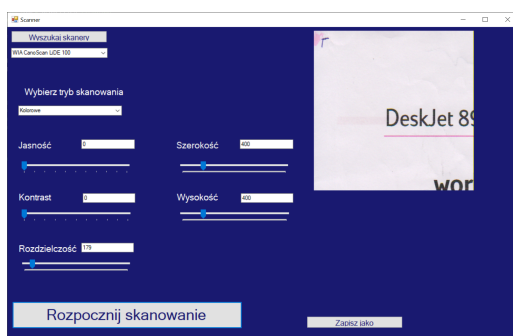 Scanner
Wyszukaj skanery
WIA CanoScan LiDE 100
Wybierz tryb skanowania
Kolorowe
Jasność 0
Szerokość 400
Kontrast 0
Wysokość 400
Rozdzielczość 179
Rozpocznij skanowanie
Zapisz jako
DeskJet 89
wor